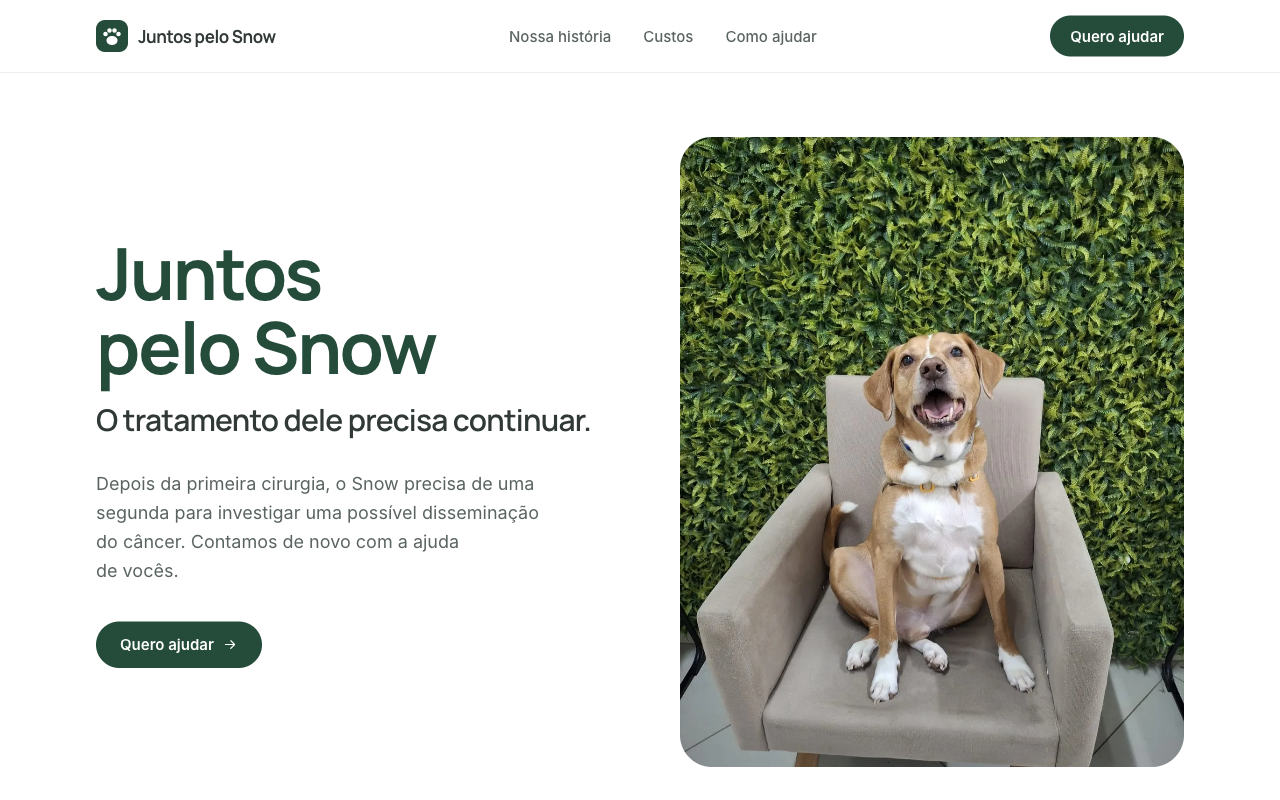 Juntos pelo Snow
Nossa história
Custos
Como ajudar
Quero ajudar
Juntos
pelo Snow
O tratamento dele precisa continuar.
Depois da primeira cirurgia, o Snow precisa de uma
segunda para investigar uma possível disseminação
do câncer. Contamos de novo com a ajuda
de vocês.
Quero ajudar →